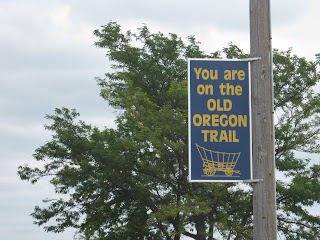 You are
on the
OLD
OREGON
TRAIL